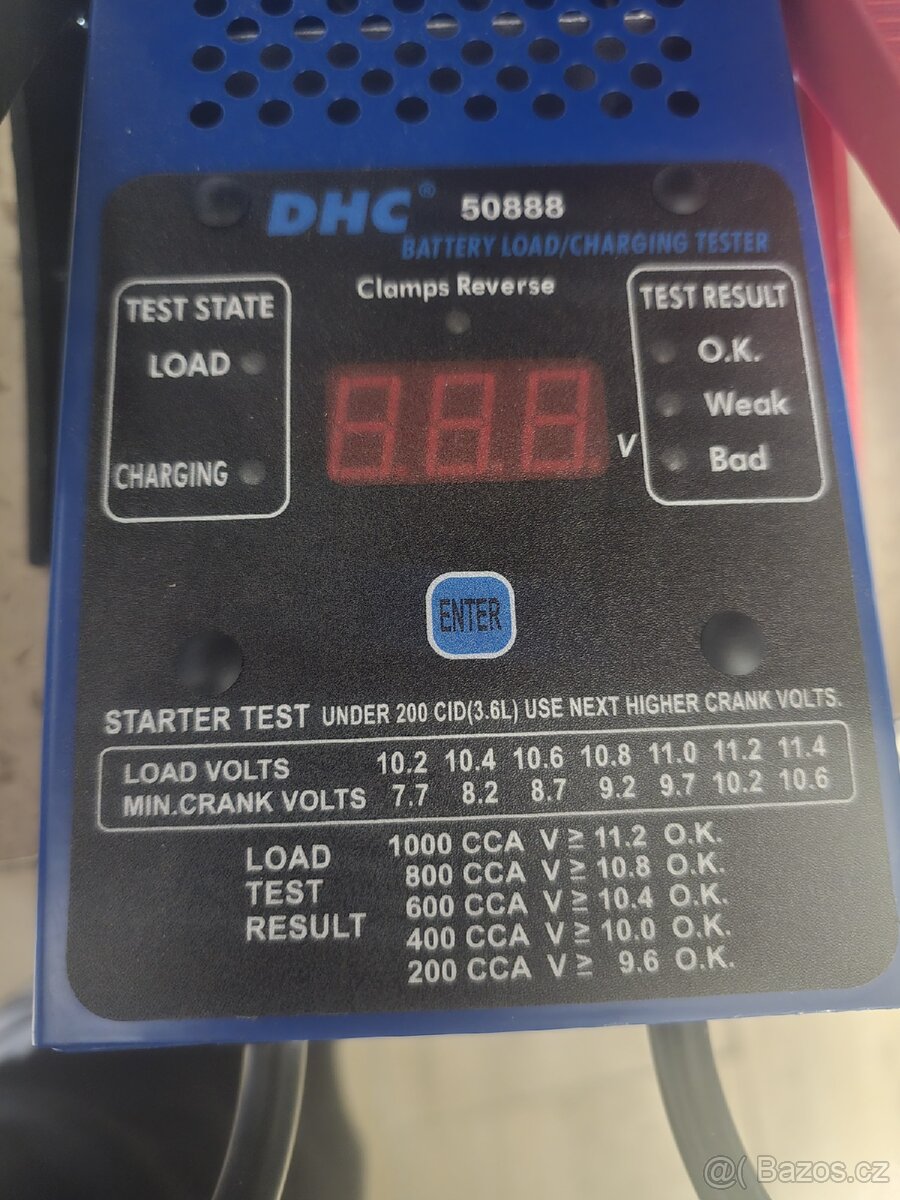 DHC® 50888
BATTERY LOAD/CHARGING TESTER
Clamps Reverse
TEST STATE
LOAD
CHARGING
V
TEST RESULT
O.K.
Weak
Bad
ENTER
STARTER TEST UNDER 200 CID(3.6L) USE NEXT HIGHER CRANK VOLTS.
LOAD VOLTS 10.2 10.4 10.6 10.8 11.0 11.2 11.4
MIN.CRANK VOLTS 7.7 8.2 8.7 9.2 9.7 10.2 10.6
LOAD TEST RESULT
1000 CCA V ≥ 11.2 O.K.
800 CCA V ≥ 10.8 O.K.
600 CCA V ≥ 10.4 O.K.
400 CCA V ≥ 10.0 O.K.
200 CCA V ≥ 9.6 O.K.
@( Bazos.cz